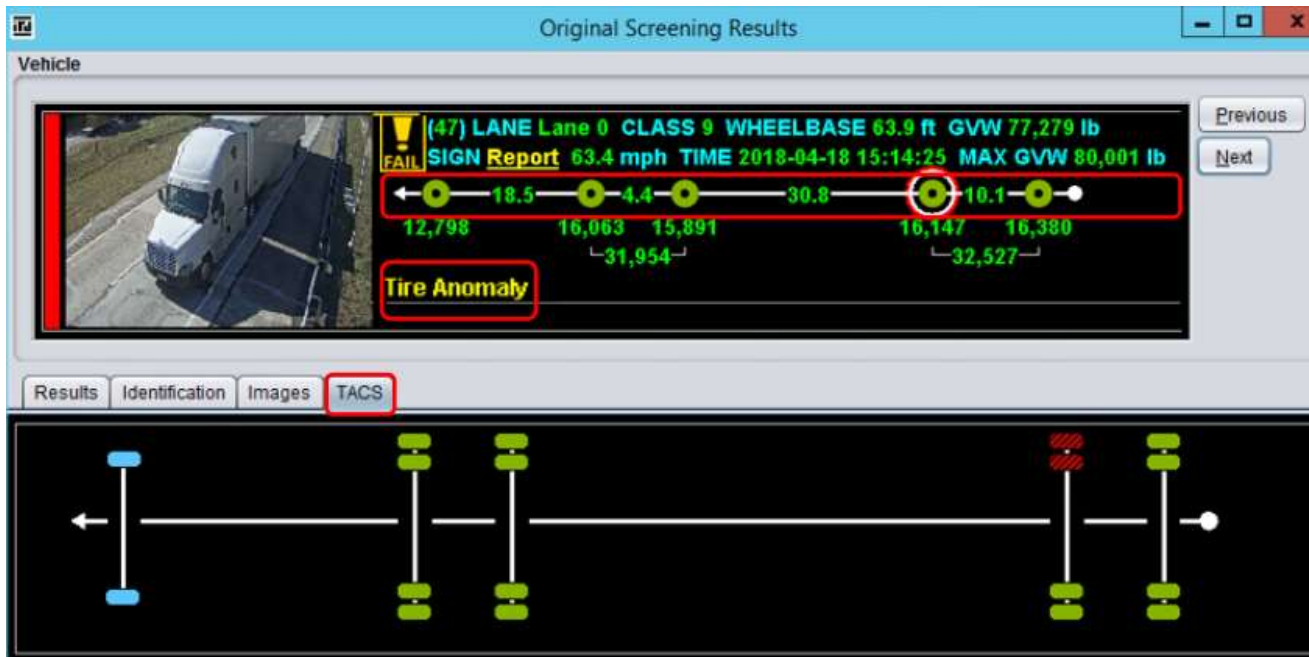 Original Screening Results
Vehicle
FAIL
(47) LANE Lane 0 CLASS 9 WHEELBASE 63.9 ft GVW 77,279 lb
SIGN Report 63.4 mph TIME 2018-04-18 15:14:25 MAX GVW 80,001 lb
18.5 4.4 30.8 10.1
12,798 16,063 15,891 16,147 16,380
31,954 32,527
Tire Anomaly
Previous
Next
Results Identification Images TACS